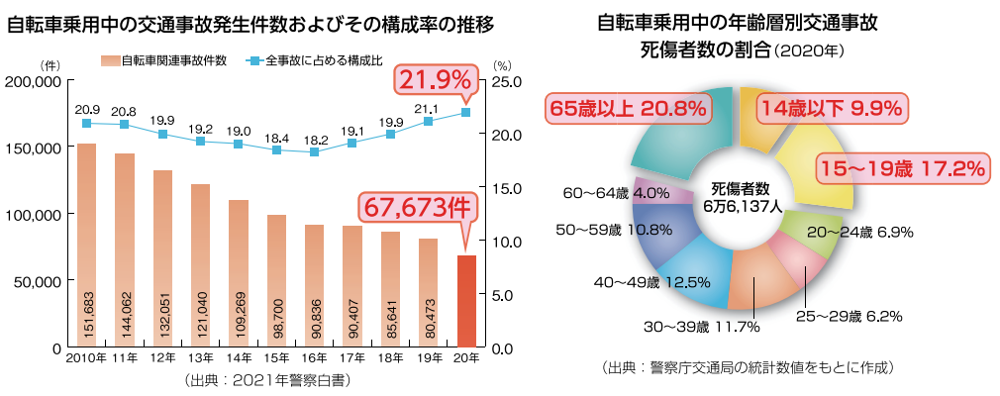 自転車乗用中の交通事故発生件数およびその構成率の推移
(件)
自転車関連事故件数
全事故に占める構成比
(%)
200,000
150,000
100,000
50,000
0
25.0
20.0
15.0
10.0
5.0
0.0
20.9
11.8
19.9
19.2
19.0
18.4
18.2
19.1
19.9
21.1
21.9%
67,673件
151,683
144,062
132,051
121,040
109,269
98,700
90,836
90,407
85,641
80,473
2010年
11年
12年
13年
14年
15年
16年
17年
18年
19年
20年
(出典：2021年警察白書)
自転車乗用中の年齢層別交通事故
死傷者数の割合(2020年)
65歳以上 20.8%
14歳以下 9.9%
15～19歳 17.2%
60～64歳 4.0%
死傷者数
6万6,137人
50～59歳 10.8%
20～24歳 6.9%
40～49歳 12.5%
30～39歳 11.7%
25～29歳 6.2%
(出典：警察庁交通局の統計数値をもとに作成)